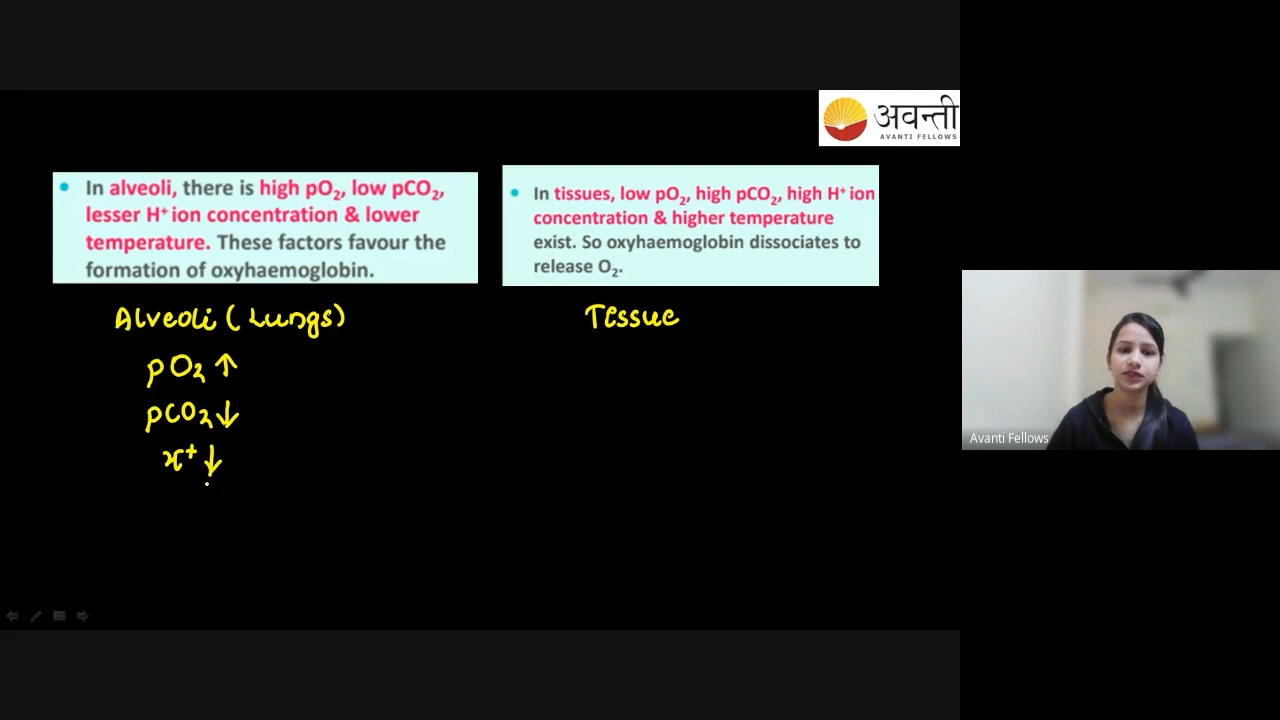 अवन्ती
AVANTI FELLOWS
• In alveoli, there is high pO₂, low pCO₂,
lesser H⁺ ion concentration & lower
temperature. These factors favour the
formation of oxyhaemoglobin.
• In tissues, low pO₂, high pCO₂, high H⁺ ion
concentration & higher temperature
exist. So oxyhaemoglobin dissociates to
release O₂.
Alveoli (Lungs)
pO₂ ↑
pCO₂ ↓
H⁺ ↓
Tissue
Avanti Fellows